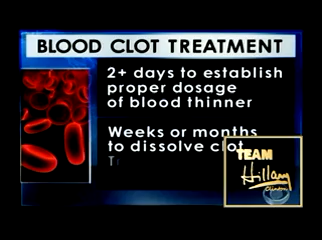 BLOOD CLOT TREATMENT
2+ days to establish
proper dosage
of blood thinner
Weeks or months
to dissolve clot
TEAM
Hillary
Clinton